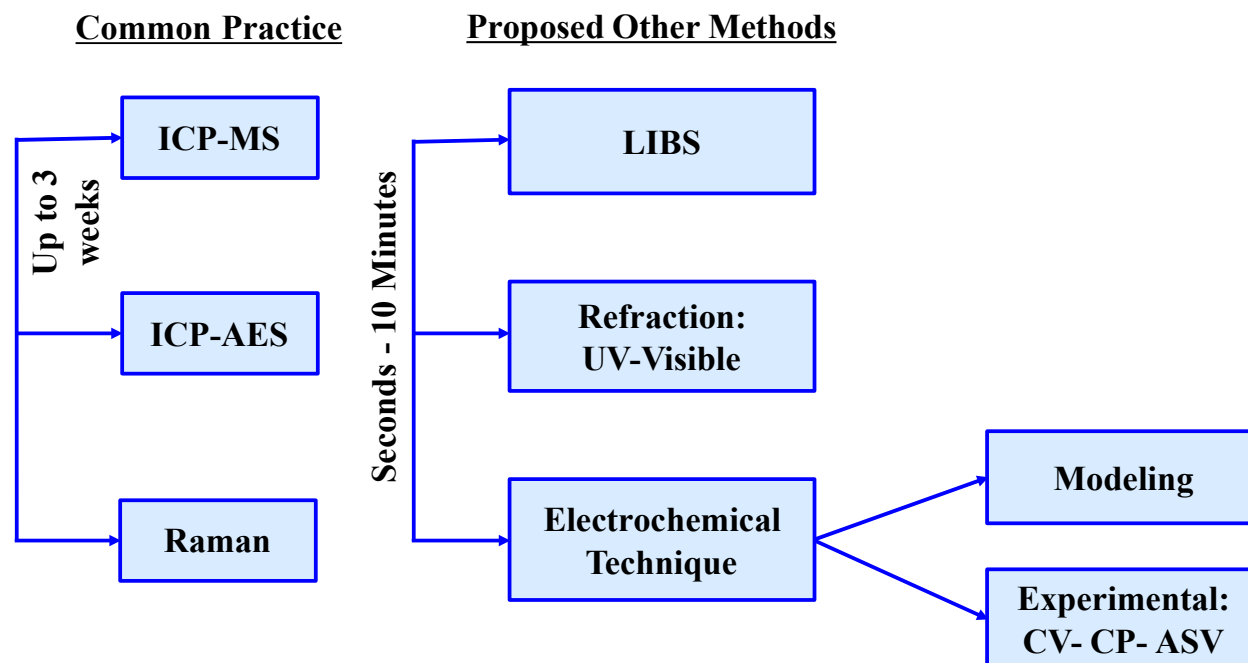 Common Practice
Proposed Other Methods
ICP-MS
Up to 3
weeks
ICP-AES
Raman
Seconds - 10 Minutes
LIBS
Refraction:
UV-Visible
Electrochemical
Technique
Modeling
Experimental:
CV- CP- ASV